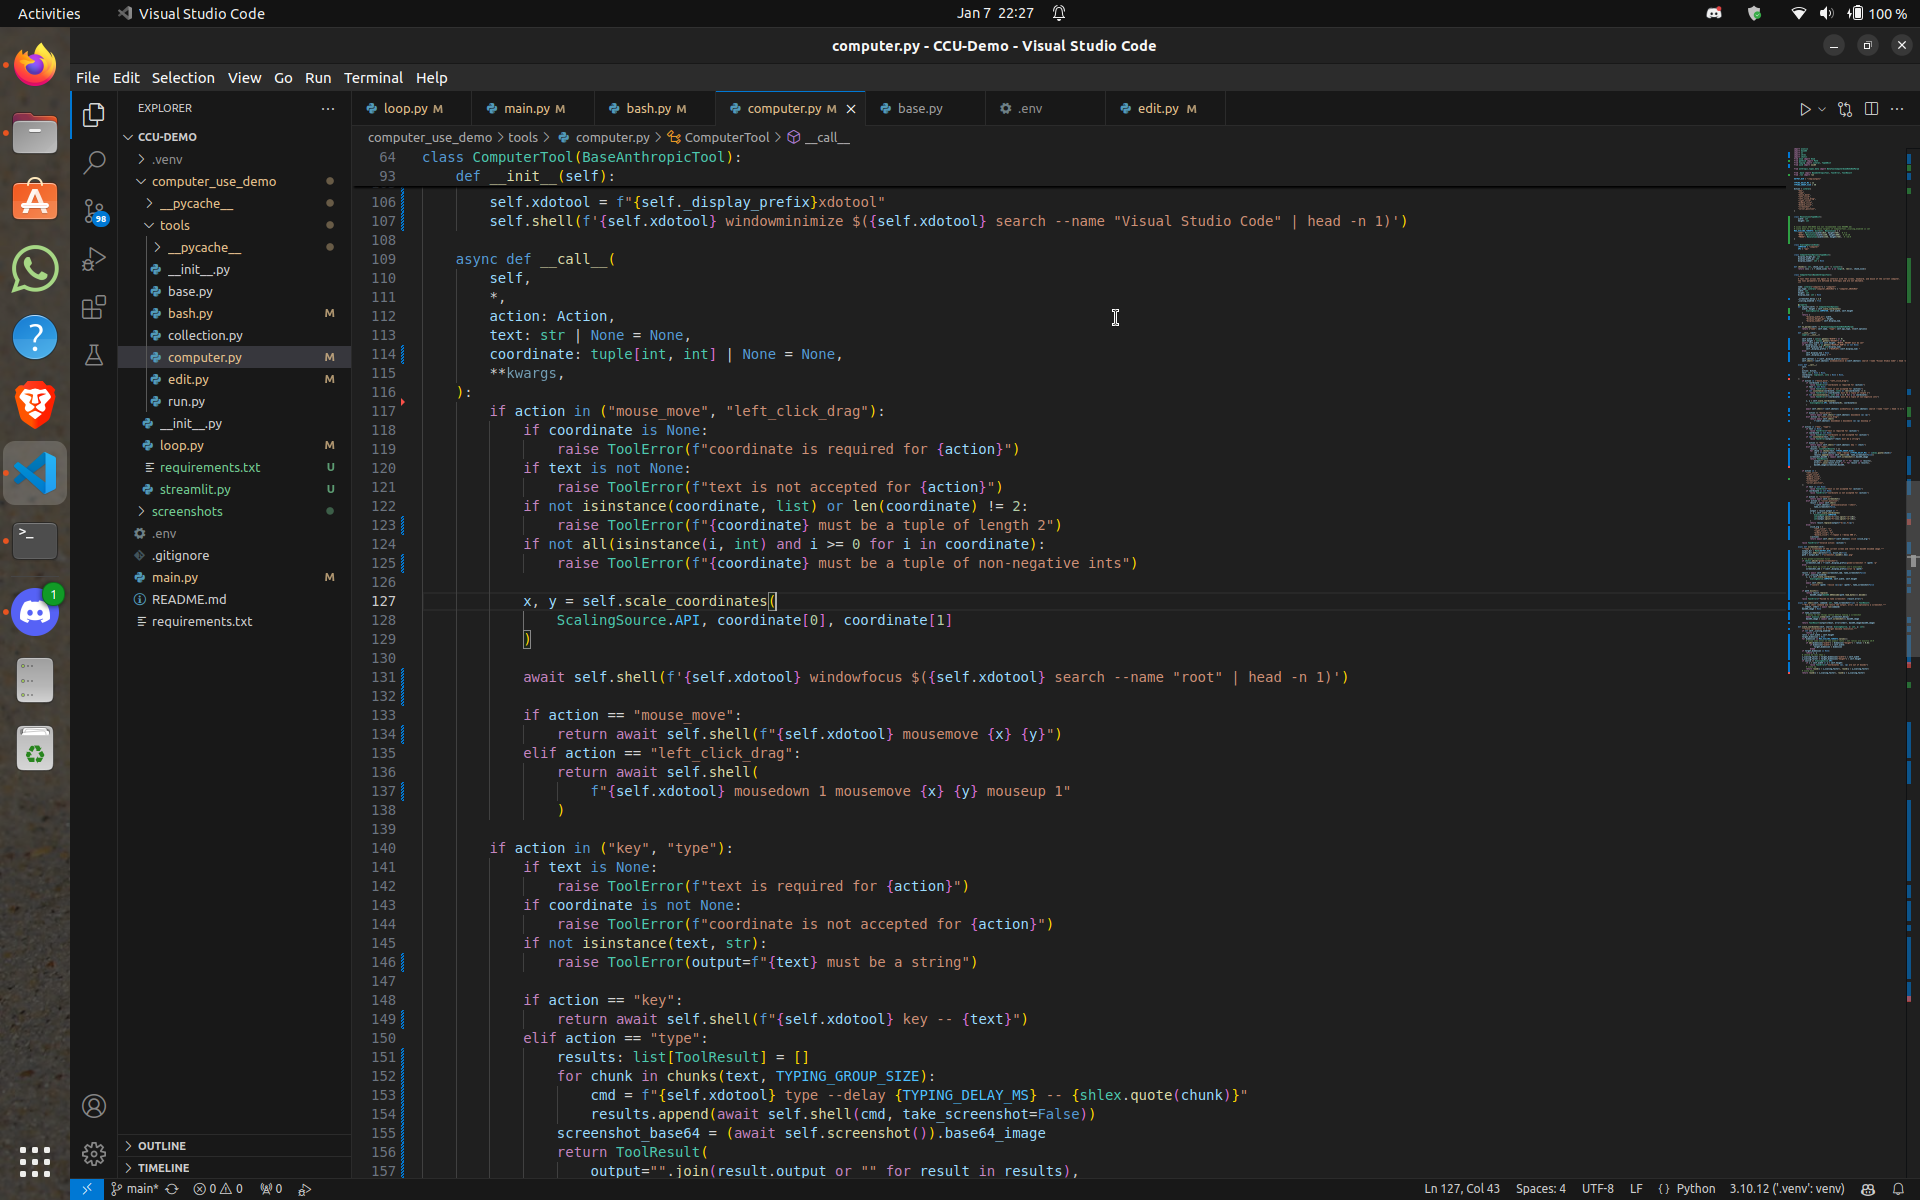 Activities
Visual Studio Code
Jan 7 22:27
100 %
computer.py - CCU-Demo - Visual Studio Code
File Edit Selection View Go Run Terminal Help
EXPLORER
CCU-DEMO
.venv
computer_use_demo
__pycache__
tools
__pycache__
__init__.py
base.py
bash.py M
collection.py
computer.py M
edit.py M
run.py
__init__.py
loop.py M
requirements.txt U
streamlit.py U
screenshots
.env
.gitignore
main.py M
README.md
requirements.txt
OUTLINE
TIMELINE
98
1
loop.py M main.py M bash.py M computer.py M base.py .env edit.py M
computer_use_demo > tools > computer.py > ComputerTool > __call__
64 class ComputerTool(BaseAnthropicTool):
93 def __init__(self):
106 self.xdotool = f"{self._display_prefix}xdotool"
107 self.shell(f'{self.xdotool} windowminimize $({self.xdotool} search --name "Visual Studio Code" | head -n 1)')
108
109 async def __call__(
110 self,
111 *,
112 action: Action,
113 text: str | None = None,
114 coordinate: tuple[int, int] | None = None,
115 **kwargs,
116 ):
117 if action in ("mouse_move", "left_click_drag"):
118 if coordinate is None:
119 raise ToolError(f"coordinate is required for {action}")
120 if text is not None:
121 raise ToolError(f"text is not accepted for {action}")
122 if not isinstance(coordinate, list) or len(coordinate) != 2:
123 raise ToolError(f"{coordinate} must be a tuple of length 2")
124 if not all(isinstance(i, int) and i >= 0 for i in coordinate):
125 raise ToolError(f"{coordinate} must be a tuple of non-negative ints")
126
127 x, y = self.scale_coordinates(
128 ScalingSource.API, coordinate[0], coordinate[1]
129 )
130
131 await self.shell(f'{self.xdotool} windowfocus $({self.xdotool} search --name "root" | head -n 1)')
132
133 if action == "mouse_move":
134 return await self.shell(f"{self.xdotool} mousemove {x} {y}")
135 elif action == "left_click_drag":
136 return await self.shell(
137 f"{self.xdotool} mousedown 1 mousemove {x} {y} mouseup 1"
138 )
139
140 if action in ("key", "type"):
141 if text is None:
142 raise ToolError(f"text is required for {action}")
143 if coordinate is not None:
144 raise ToolError(f"coordinate is not accepted for {action}")
145 if not isinstance(text, str):
146 raise ToolError(output=f"{text} must be a string")
147
148 if action == "key":
149 return await self.shell(f"{self.xdotool} key -- {text}")
150 elif action == "type":
151 results: list[ToolResult] = []
152 for chunk in chunks(text, TYPING_GROUP_SIZE):
153 cmd = f"{self.xdotool} type --delay {TYPING_DELAY_MS} -- {shlex.quote(chunk)}"
154 results.append(await self.shell(cmd, take_screenshot=False))
155 screenshot_base64 = (await self.screenshot()).base64_image
156 return ToolResult(
157 output="".join(result.output or "" for result in results),
main* 0 0 0
Ln 127, Col 43 Spaces: 4 UTF-8 LF { } Python 3.10.12 ('.venv': venv)